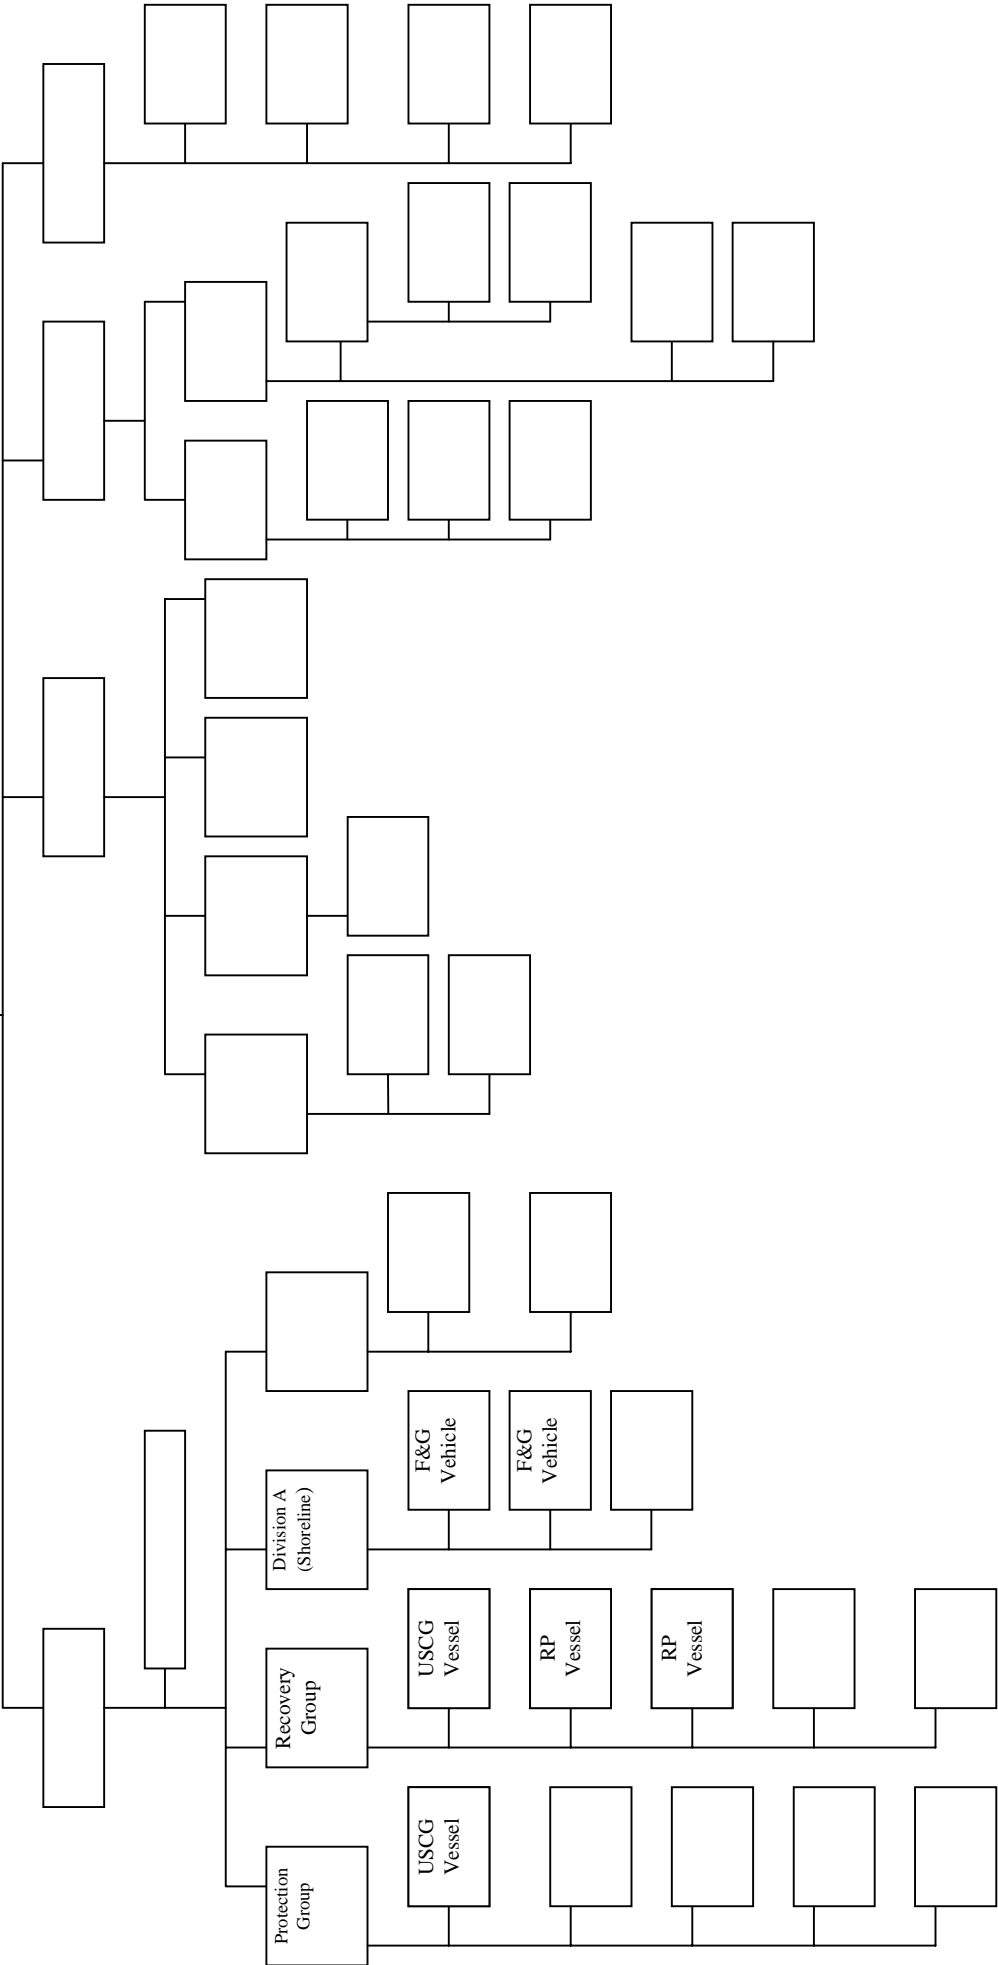 Protection
Group
USCG
Vessel
Recovery
Group
USCG
Vessel
RP
Vessel
RP
Vessel
Division A
(Shoreline)
F&G
Vehicle
F&G
Vehicle